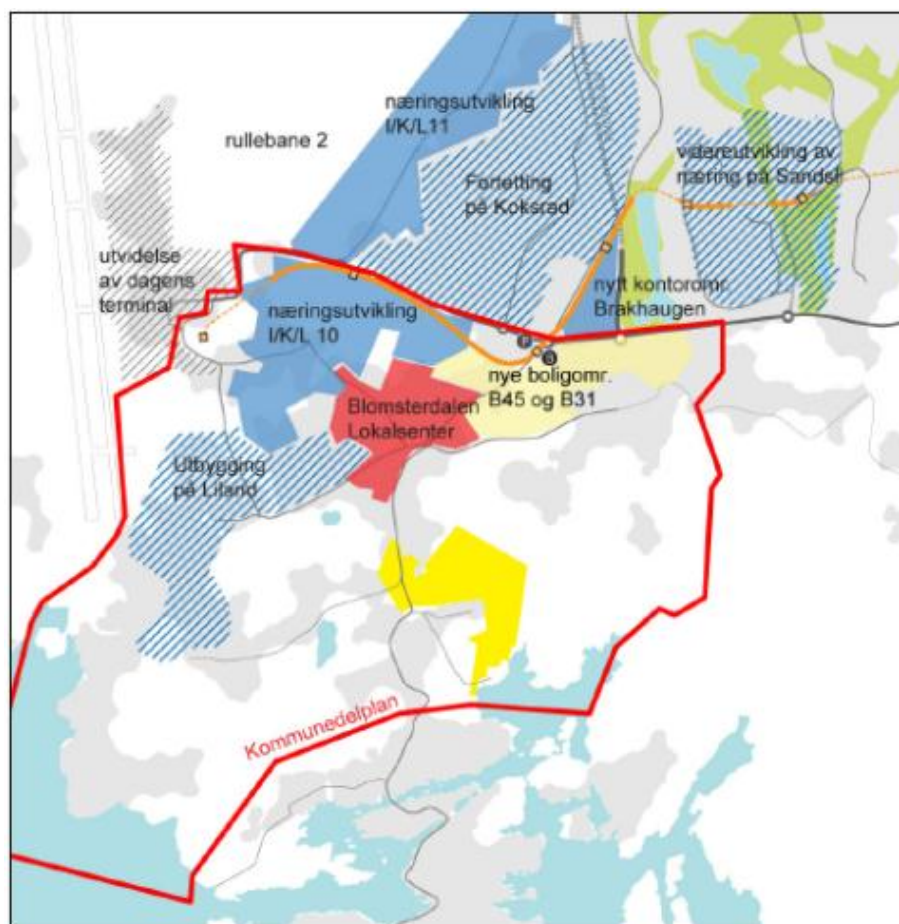 næringsutvikling
I/K/L11
rullebane 2
Fortetting
på Kokstad
videreutvikling av
næring på Sandsli
utvidelse
av dagens
terminal
næringsutvikling
I/K/L 10
nytt kontoromr.
Brakhaugen
P
S
nye boligomr.
B45 og B31
Blomsterdalen
Lokalsenter
Utbygging
på Liland
Kommunedelplan